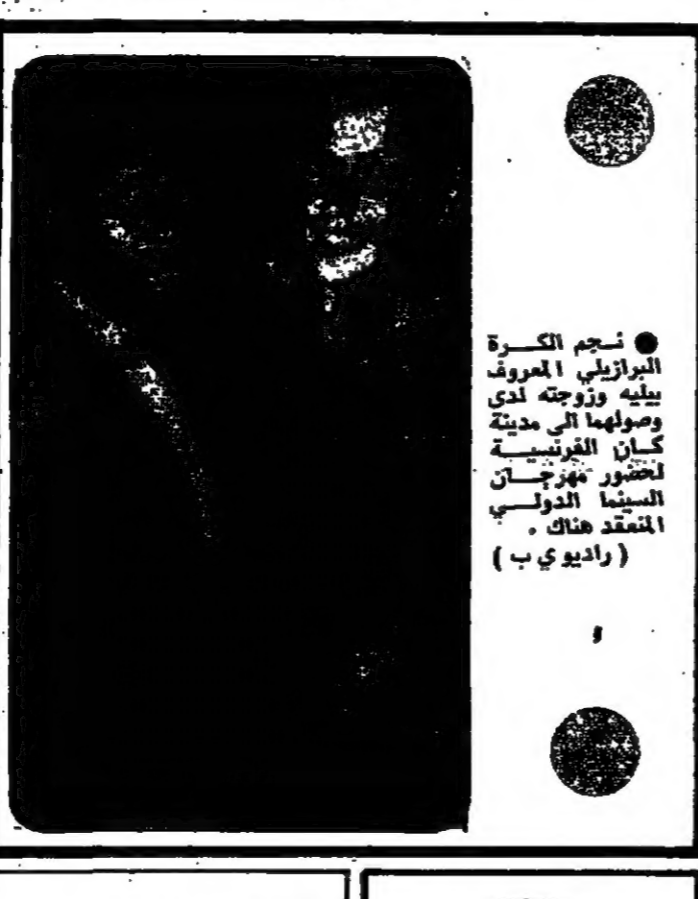 ● نجم الكرة
البرازيلي المعروف
بيليه وزوجته لدى
وصولهما الى مدينة
كان الفرنسية
لحضور مهرجان
السينما الدولي
المنعقد هناك .
( راديو ي ب )